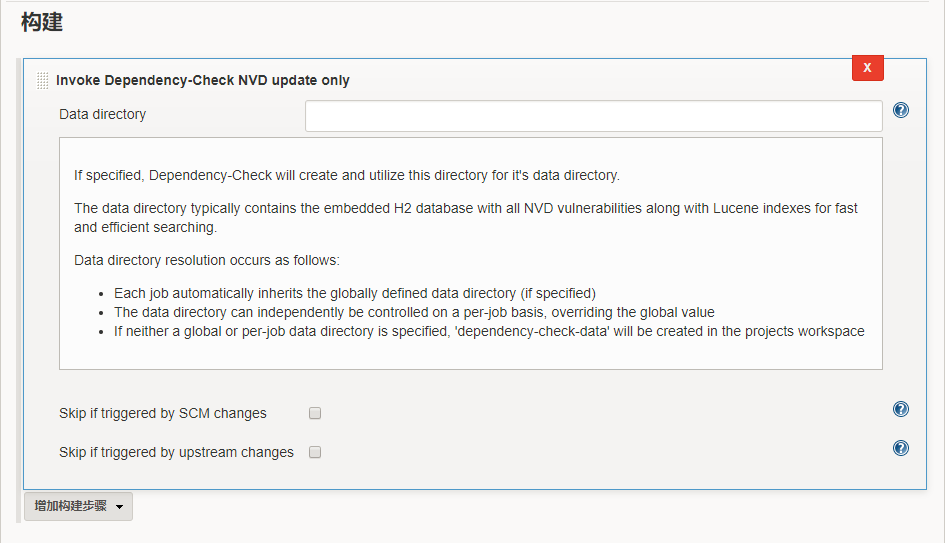 构建
Invoke Dependency-Check NVD update only
X
Data directory
If specified, Dependency-Check will create and utilize this directory for it's data directory.
The data directory typically contains the embedded H2 database with all NVD vulnerabilities along with Lucene indexes for fast
and efficient searching.
Data directory resolution occurs as follows:
• Each job automatically inherits the globally defined data directory (if specified)
• The data directory can independently be controlled on a per-job basis, overriding the global value
• If neither a global or per-job data directory is specified, 'dependency-check-data' will be created in the projects workspace
Skip if triggered by SCM changes
Skip if triggered by upstream changes
增加构建步骤